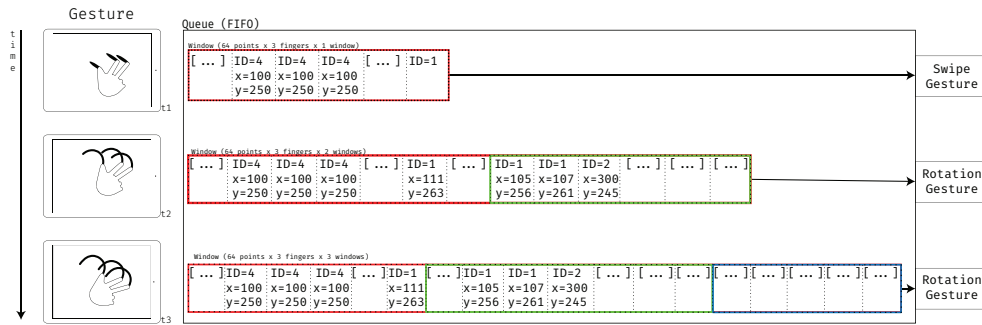 Gesture
time
Queue (FIFO)
Window (64 points x 3 fingers x 1 window)
[ ... ] ID=4 ID=4 ID=4 [ ... ] ID=1
x=100 x=100 x=100
y=250 y=250 y=250
Swipe
Gesture
t1
Window (64 points x 3 fingers x 2 windows)
[ ... ] ID=4 ID=4 ID=4 [ ... ] ID=1 [ ... ] ID=1 ID=1 ID=2 [ ... ] [ ... ] [ ... ]
x=100 x=100 x=100 x=111 x=105 x=107 x=300
y=250 y=250 y=250 y=263 y=256 y=261 y=245
Rotation
Gesture
t2
Window (64 points x 3 fingers x 3 windows)
[ ... ] ID=4 ID=4 ID=4 [ ... ] ID=1 [ ... ] ID=1 ID=1 ID=2 [ ... ] [ ... ] [ ... ] [ ... ] [ ... ] [ ... ] [ ... ] [ ... ]
x=100 x=100 x=100 x=111 x=105 x=107 x=300
y=250 y=250 y=250 y=263 y=256 y=261 y=245
Rotation
Gesture
t3